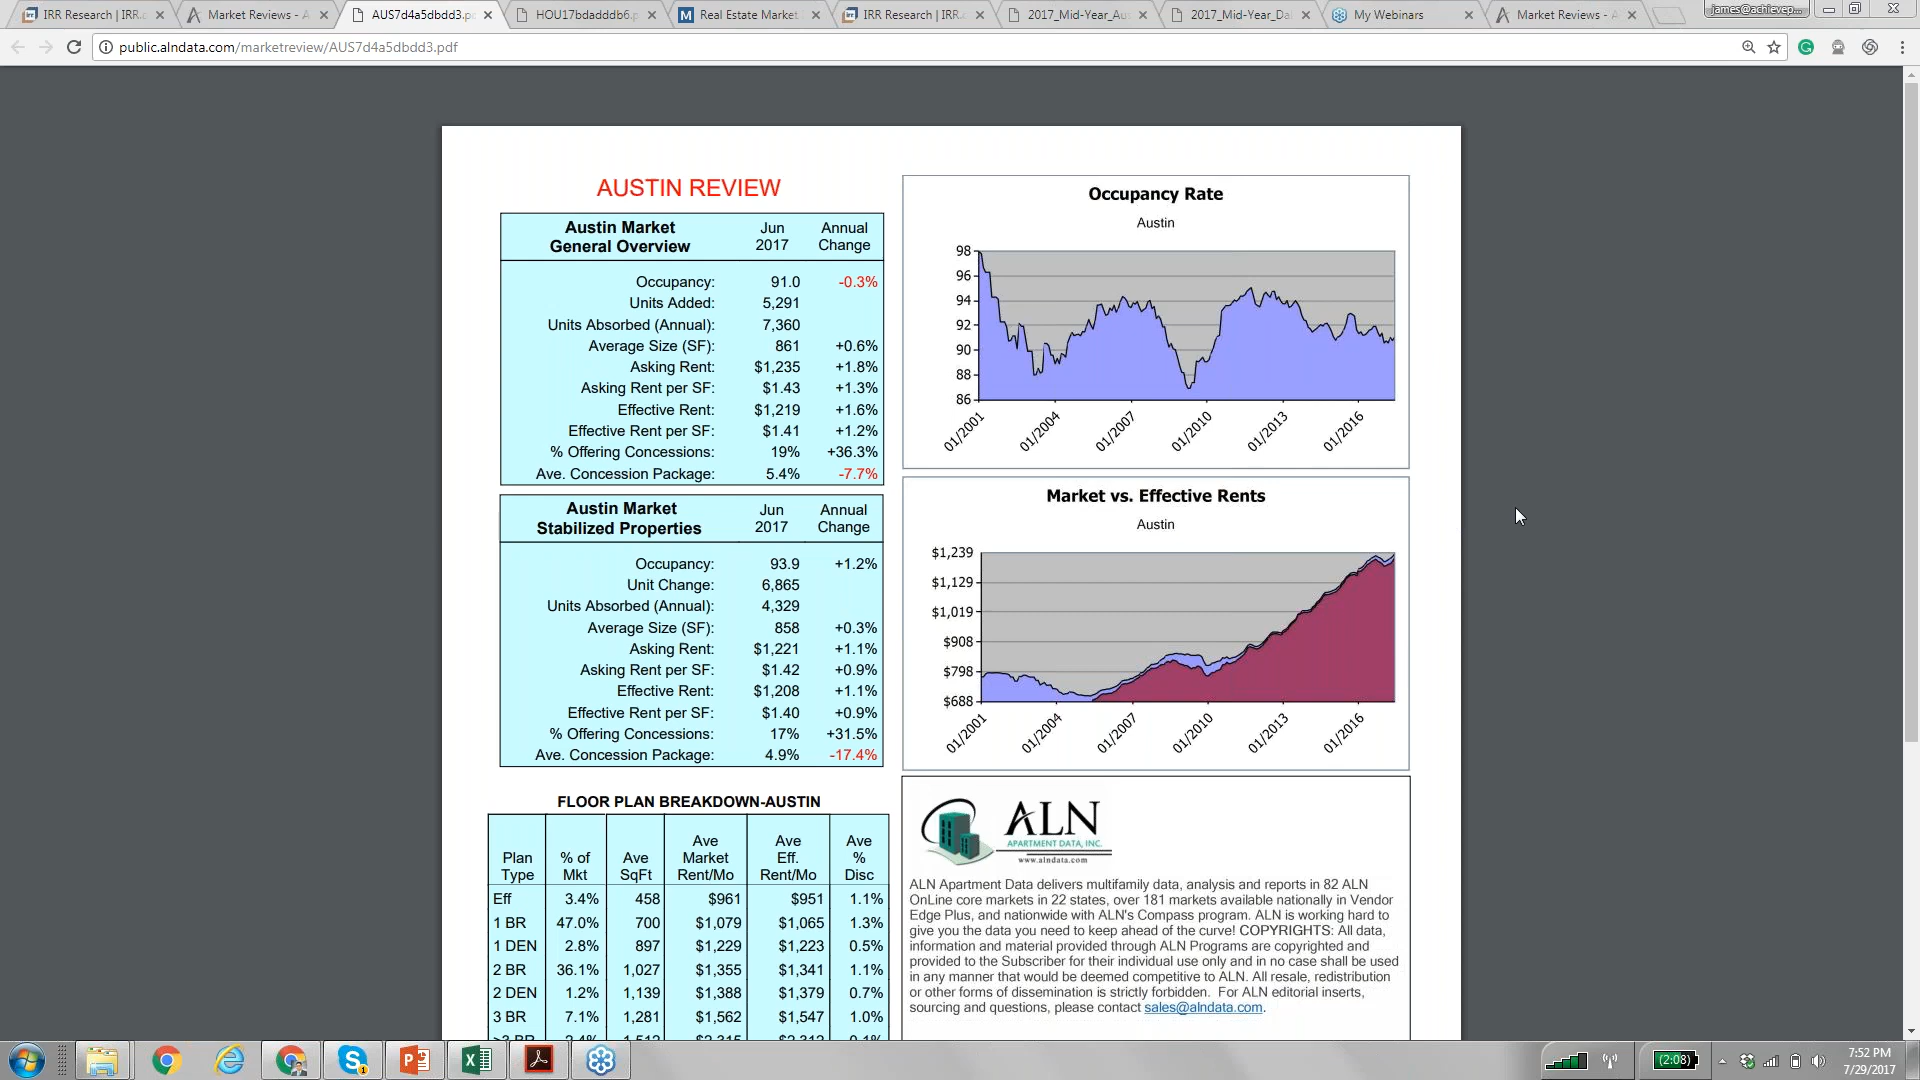 IRR Research | IRR.c
Market Reviews - A
AUS7d4a5dbdd3.p
HOU17bdadddb6.p
Real Estate Market
IRR Research | IRR.
2017_Mid-Year_Au
2017_Mid-Year_Da
My Webinars
Market Reviews - A
james@achievep...
public.alndata.com/marketreview/AUS7d4a5dbdd3.pdf
AUSTIN REVIEW
Austin Market General Overview Jun 2017 Annual Change
Occupancy: 91.0 -0.3%
Units Added: 5,291
Units Absorbed (Annual): 7,360
Average Size (SF): 861 +0.6%
Asking Rent: $1,235 +1.8%
Asking Rent per SF: $1.43 +1.3%
Effective Rent: $1,219 +1.6%
Effective Rent per SF: $1.41 +1.2%
% Offering Concessions: 19% +36.3%
Ave. Concession Package: 5.4% -7.7%
Austin Market Stabilized Properties Jun 2017 Annual Change
Occupancy: 93.9 +1.2%
Unit Change: 6,865
Units Absorbed (Annual): 4,329
Average Size (SF): 858 +0.3%
Asking Rent: $1,221 +1.1%
Asking Rent per SF: $1.42 +0.9%
Effective Rent: $1,208 +1.1%
Effective Rent per SF: $1.40 +0.9%
% Offering Concessions: 17% +31.5%
Ave. Concession Package: 4.9% -17.4%
FLOOR PLAN BREAKDOWN-AUSTIN
Plan Type % of Mkt Ave SqFt Ave Market Rent/Mo Ave Eff. Rent/Mo Ave % Disc
Eff 3.4% 458 $961 $951 1.1%
1 BR 47.0% 700 $1,079 $1,065 1.3%
1 DEN 2.8% 897 $1,229 $1,223 0.5%
2 BR 36.1% 1,027 $1,355 $1,341 1.1%
2 DEN 1.2% 1,139 $1,388 $1,379 0.7%
3 BR 7.1% 1,281 $1,562 $1,547 1.0%
Occupancy Rate
Austin
98
96
94
92
90
88
86
01/2001 01/2004 01/2007 01/2010 01/2013 01/2016
Market vs. Effective Rents
Austin
$1,239
$1,129
$1,019
$908
$798
$688
01/2001 01/2004 01/2007 01/2010 01/2013 01/2016
ALN
APARTMENT DATA, INC.
www.alndata.com
ALN Apartment Data delivers multifamily data, analysis and reports in 82 ALN
OnLine core markets in 22 states, over 181 markets available nationally in Vendor
Edge Plus, and nationwide with ALN's Compass program. ALN is working hard to
give you the data you need to keep ahead of the curve! COPYRIGHTS: All data,
information and material provided through ALN Programs are copyrighted and
provided to the Subscriber for their individual use only and in no case shall be used
in any manner that would be deemed competitive to ALN. All resale, redistribution
or other forms of dissemination is strictly forbidden. For ALN editorial inserts,
sourcing and questions, please contact sales@alndata.com.
(2:08)
7:52 PM
7/29/2017